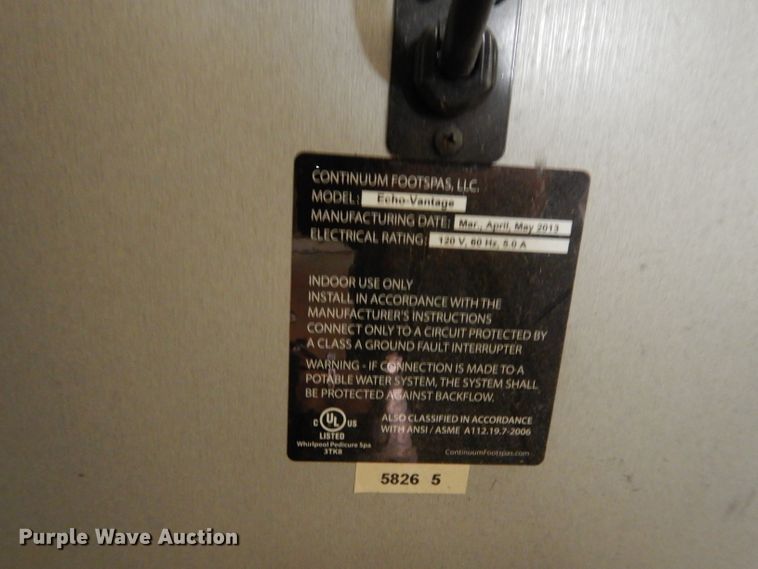 CONTINUUM FOOTSPAS, LLC.
MODEL: Echo-Vantage
MANUFACTURING DATE: Mar., April, May 2013
ELECTRICAL RATING: 120 V, 60 Hz, 5.0 A
INDOOR USE ONLY
INSTALL IN ACCORDANCE WITH THE
MANUFACTURER'S INSTRUCTIONS
CONNECT ONLY TO A CIRCUIT PROTECTED BY
A CLASS A GROUND FAULT INTERRUPTER
WARNING - IF CONNECTION IS MADE TO A
POTABLE WATER SYSTEM, THE SYSTEM SHALL
BE PROTECTED AGAINST BACKFLOW.
C UL US
LISTED
Whirlpool Pedicure Spa
3TK8
ALSO CLASSIFIED IN ACCORDANCE
WITH ANSI / ASME A112.19.7-2006
ContinuumFootspas.com
5826 5
Purple Wave Auction